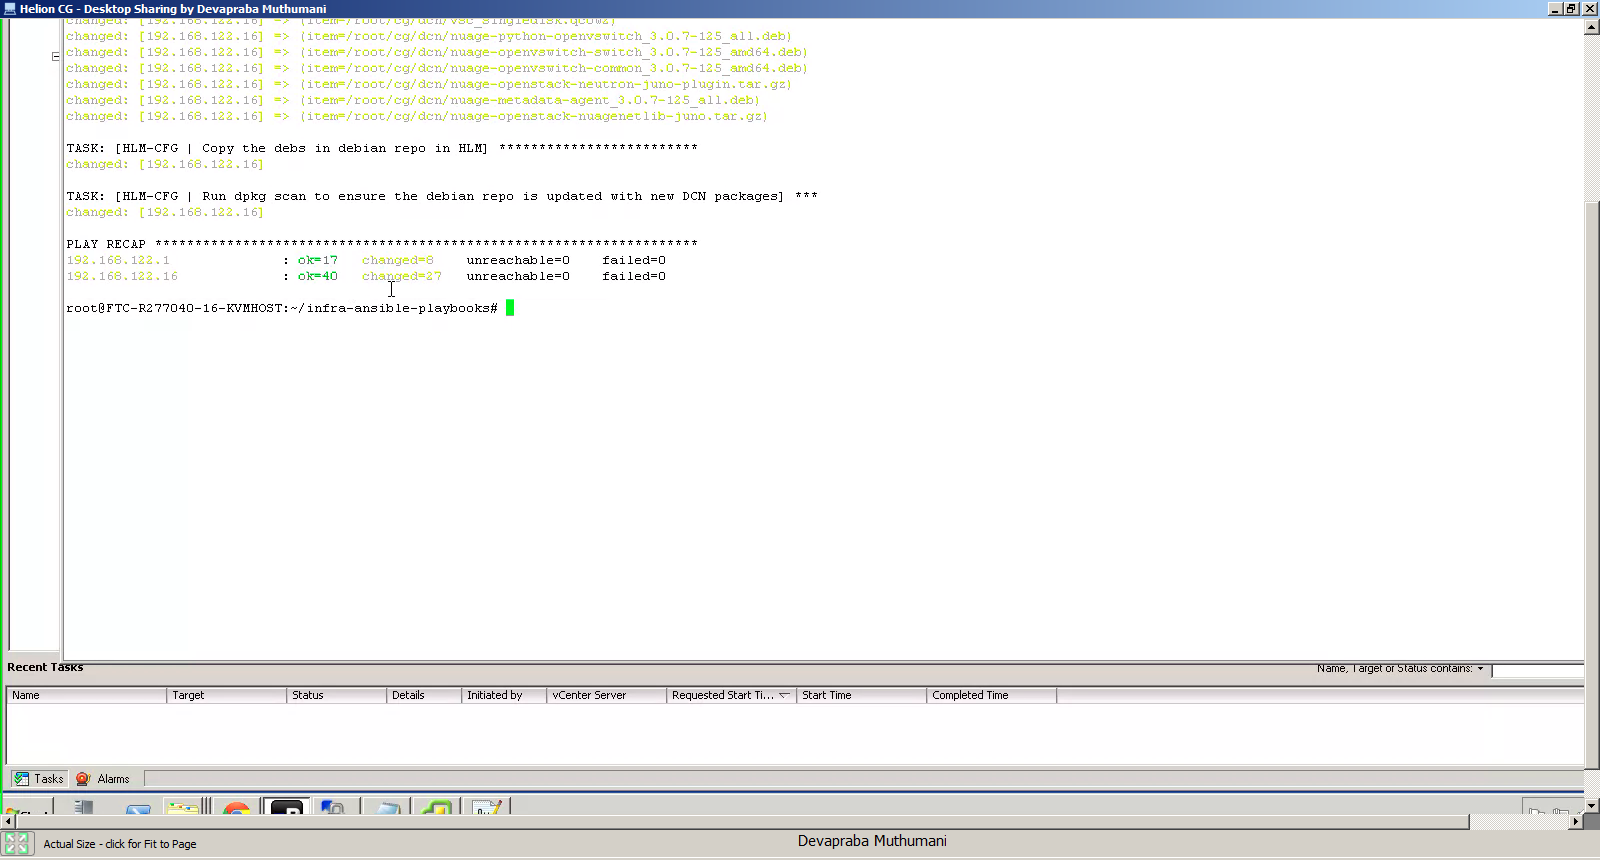 Helion CG - Desktop Sharing by Devapraba Muthumani
changed: [192.168.122.16] => (item=/root/cg/dcn/vsc_singledisk.qcow2)
changed: [192.168.122.16] => (item=/root/cg/dcn/nuage-python-openvswitch_3.0.7-125_all.deb)
changed: [192.168.122.16] => (item=/root/cg/dcn/nuage-openvswitch-switch_3.0.7-125_amd64.deb)
changed: [192.168.122.16] => (item=/root/cg/dcn/nuage-openvswitch-common_3.0.7-125_amd64.deb)
changed: [192.168.122.16] => (item=/root/cg/dcn/nuage-openstack-neutron-juno-plugin.tar.gz)
changed: [192.168.122.16] => (item=/root/cg/dcn/nuage-metadata-agent_3.0.7-125_all.deb)
changed: [192.168.122.16] => (item=/root/cg/dcn/nuage-openstack-nuagenetlib-juno.tar.gz)
TASK: [HLM-CFG | Copy the debs in debian repo in HLM] *************************
changed: [192.168.122.16]
TASK: [HLM-CFG | Run dpkg scan to ensure the debian repo is updated with new DCN packages] ***
changed: [192.168.122.16]
PLAY RECAP ********************************************************************
192.168.122.1 : ok=17 changed=8 unreachable=0 failed=0
192.168.122.16 : ok=40 changed=27 unreachable=0 failed=0
root@FTC-R277040-16-KVMHOST:~/infra-ansible-playbooks#
Recent Tasks
Name, Target or Status contains:
Name Target Status Details Initiated by vCenter Server Requested Start Ti... Start Time Completed Time
Tasks Alarms
Actual Size - click for Fit to Page
Devapraba Muthumani